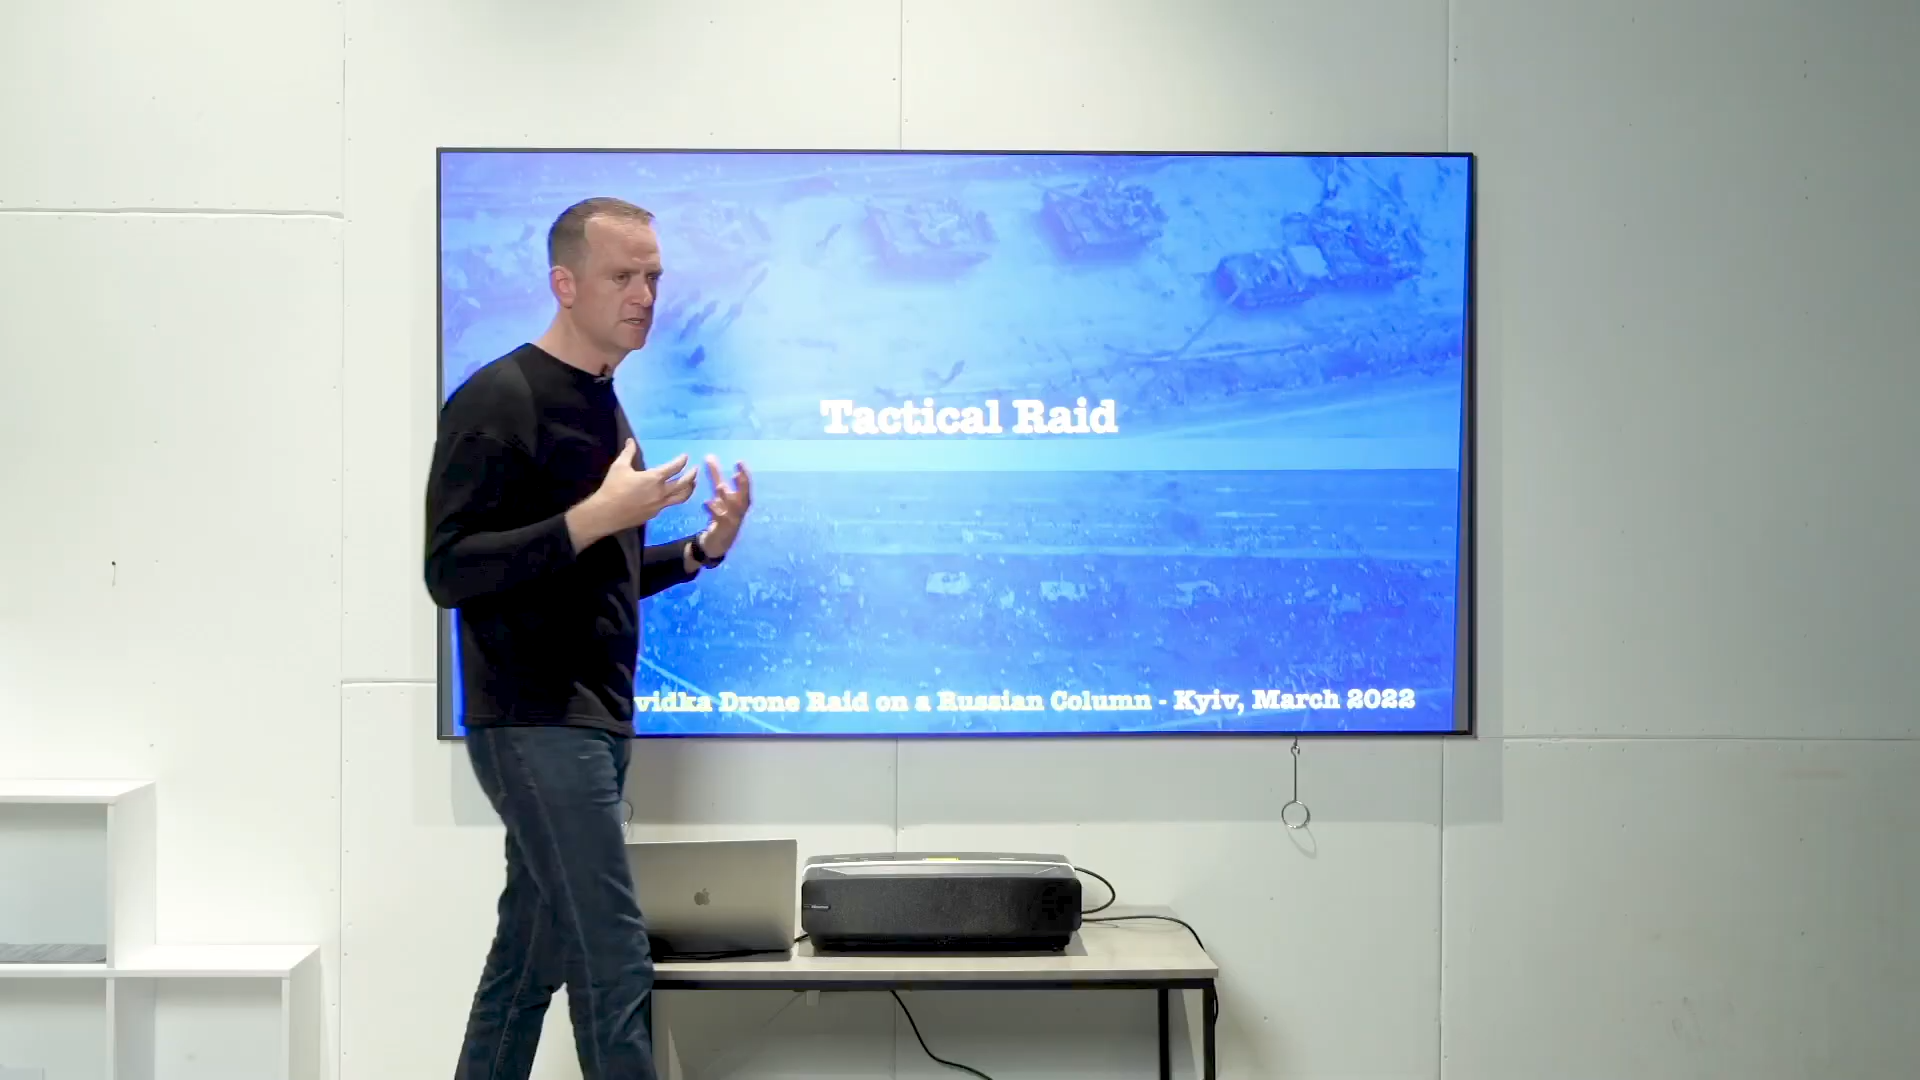 Tactical Raid
vidka Drone Raid on a Russian Column - Kyiv, March 2022